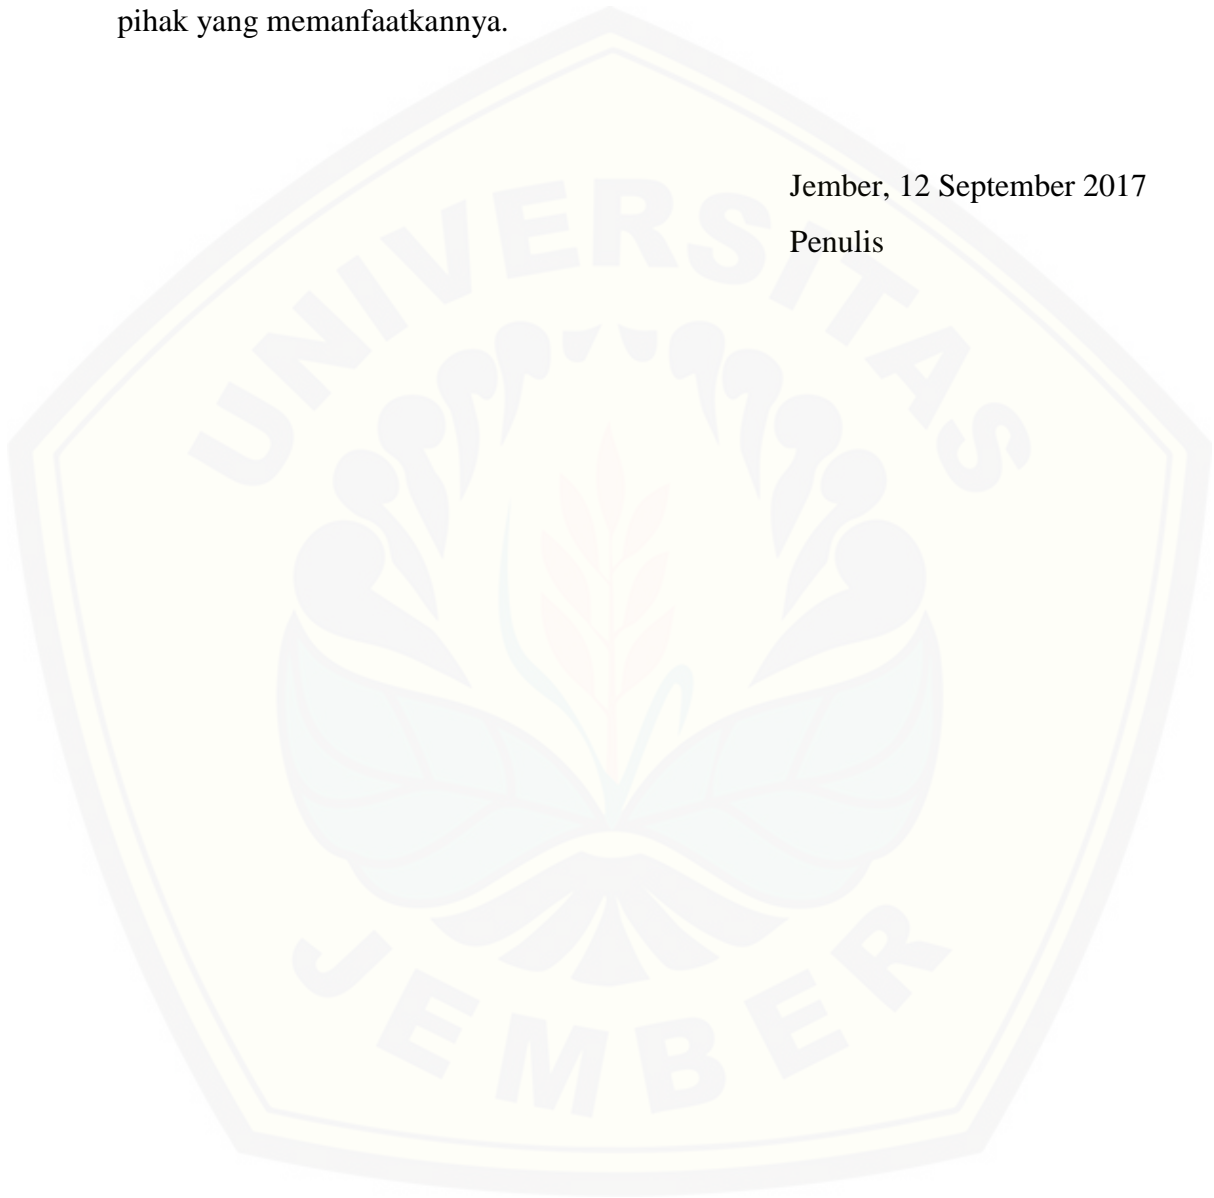 pihak yang memanfaatkannya.
Jember, 12 September 2017
Penulis
UNIVERSITAS
JEMBER